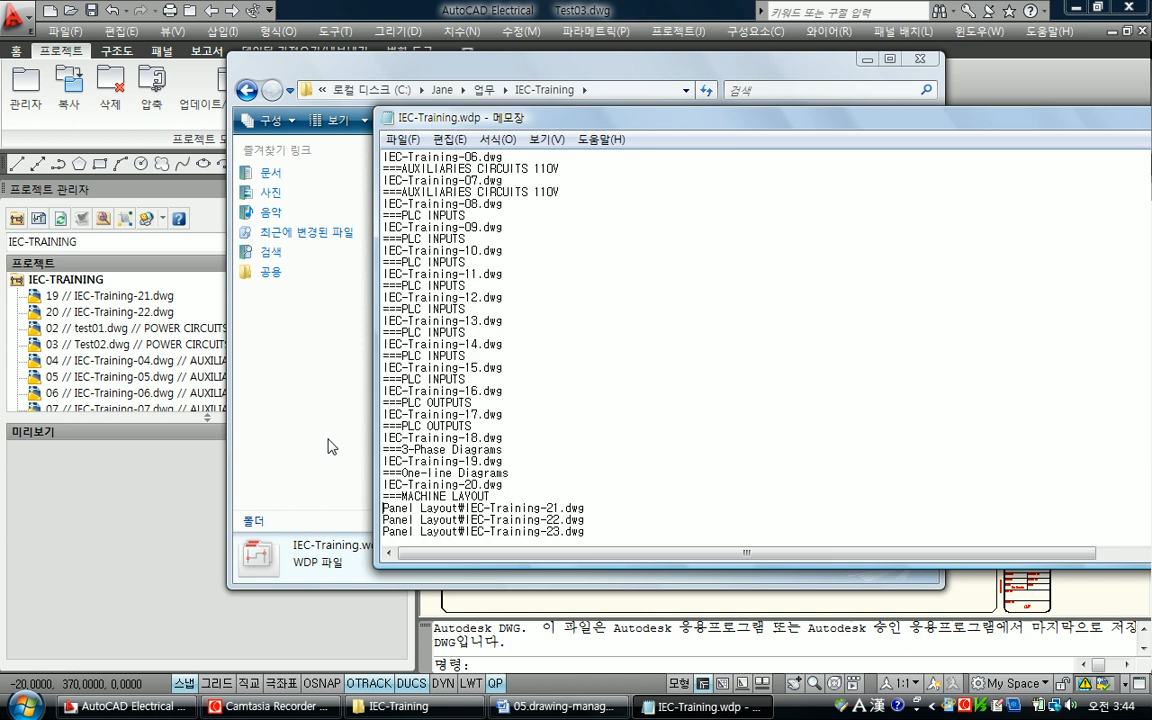 AutoCAD Electrical Test03.dwg
키워드 또는 구절 입력
파일(F) 편집(E) 뷰(V) 삽입(I) 형식(O) 도구(T) 그리기(D) 치수(N) 수정(M) 파라메트릭(P) 프로젝트(J) 구성요소(C) 와이어(R) 패널 배치(L) 윈도우(W) 도움말(H)
홈 프로젝트 구조도 패널 보고서
관리자 복사 삭제 압축 업데이트/
프로젝트
프로젝트 관리자
IEC-TRAINING
프로젝트
IEC-TRAINING
19 // IEC-Training-21.dwg
20 // IEC-Training-22.dwg
02 // test01.dwg // POWER CIRCUITS
03 // Test02.dwg // POWER CIRCUITS
04 // IEC-Training-04.dwg // AUXILIA
05 // IEC-Training-05.dwg // AUXILIA
06 // IEC-Training-06.dwg // AUXILIA
07 // IEC-Training-07.dwg // AUXILIA
미리보기
« 로컬 디스크 (C:) Jane 업무 IEC-Training
검색
구성 보기
즐겨찾기 링크
문서
사진
음악
최근에 변경된 파일
검색
공용
폴더
IEC-Training.w
WDP 파일
IEC-Training.wdp - 메모장
파일(F) 편집(E) 서식(O) 보기(V) 도움말(H)
IEC-Training-06.dwg
===AUXILIARIES CIRCUITS 110V
IEC-Training-07.dwg
===AUXILIARIES CIRCUITS 110V
IEC-Training-08.dwg
===PLC INPUTS
IEC-Training-09.dwg
===PLC INPUTS
IEC-Training-10.dwg
===PLC INPUTS
IEC-Training-11.dwg
===PLC INPUTS
IEC-Training-12.dwg
===PLC INPUTS
IEC-Training-13.dwg
===PLC INPUTS
IEC-Training-14.dwg
===PLC INPUTS
IEC-Training-15.dwg
===PLC INPUTS
IEC-Training-16.dwg
===PLC OUTPUTS
IEC-Training-17.dwg
===PLC OUTPUTS
IEC-Training-18.dwg
===3-Phase Diagrams
IEC-Training-19.dwg
===One-line Diagrams
IEC-Training-20.dwg
===MACHINE LAYOUT
Panel Layout₩IEC-Training-21.dwg
Panel Layout₩IEC-Training-22.dwg
Panel Layout₩IEC-Training-23.dwg
Autodesk DWG. 이 파일은 Autodesk 응용프로그램 또는 Autodesk 승인 응용프로그램에서 마지막으로 저장
DWG입니다.
명령:
-20.0000, 370.0000, 0.0000 스냅 그리드 직교 극좌표 OSNAP OTRACK DUCS DYN LWT QP 모형 1:1 My Space
AutoCAD Electrical ... Camtasia Recorder ... IEC-Training 05.drawing-manag... IEC-Training.wdp - ... A 漢 오전 3:44